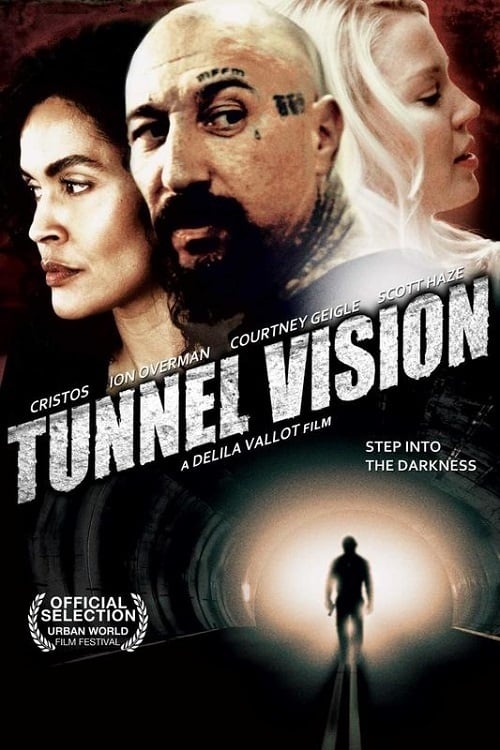 CRISTOS ION OVERMAN COURTNEY GEIGLE SCOTT HAZE
TUNNEL VISION
A DELILA VALLOT FILM
STEP INTO
THE DARKNESS
OFFICIAL
SELECTION
URBAN WORLD
FILM FESTIVAL